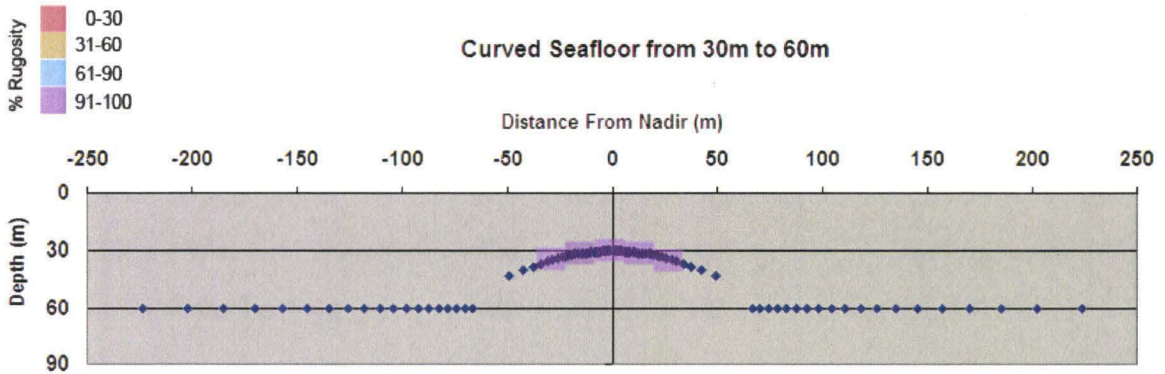 % Rugosity
0-30
31-60
61-90
91-100
Curved Seafloor from 30m to 60m
Distance From Nadir (m)
-250 -200 -150 -100 -50 0 50 100 150 200 250
Depth (m)
0
30
60
90